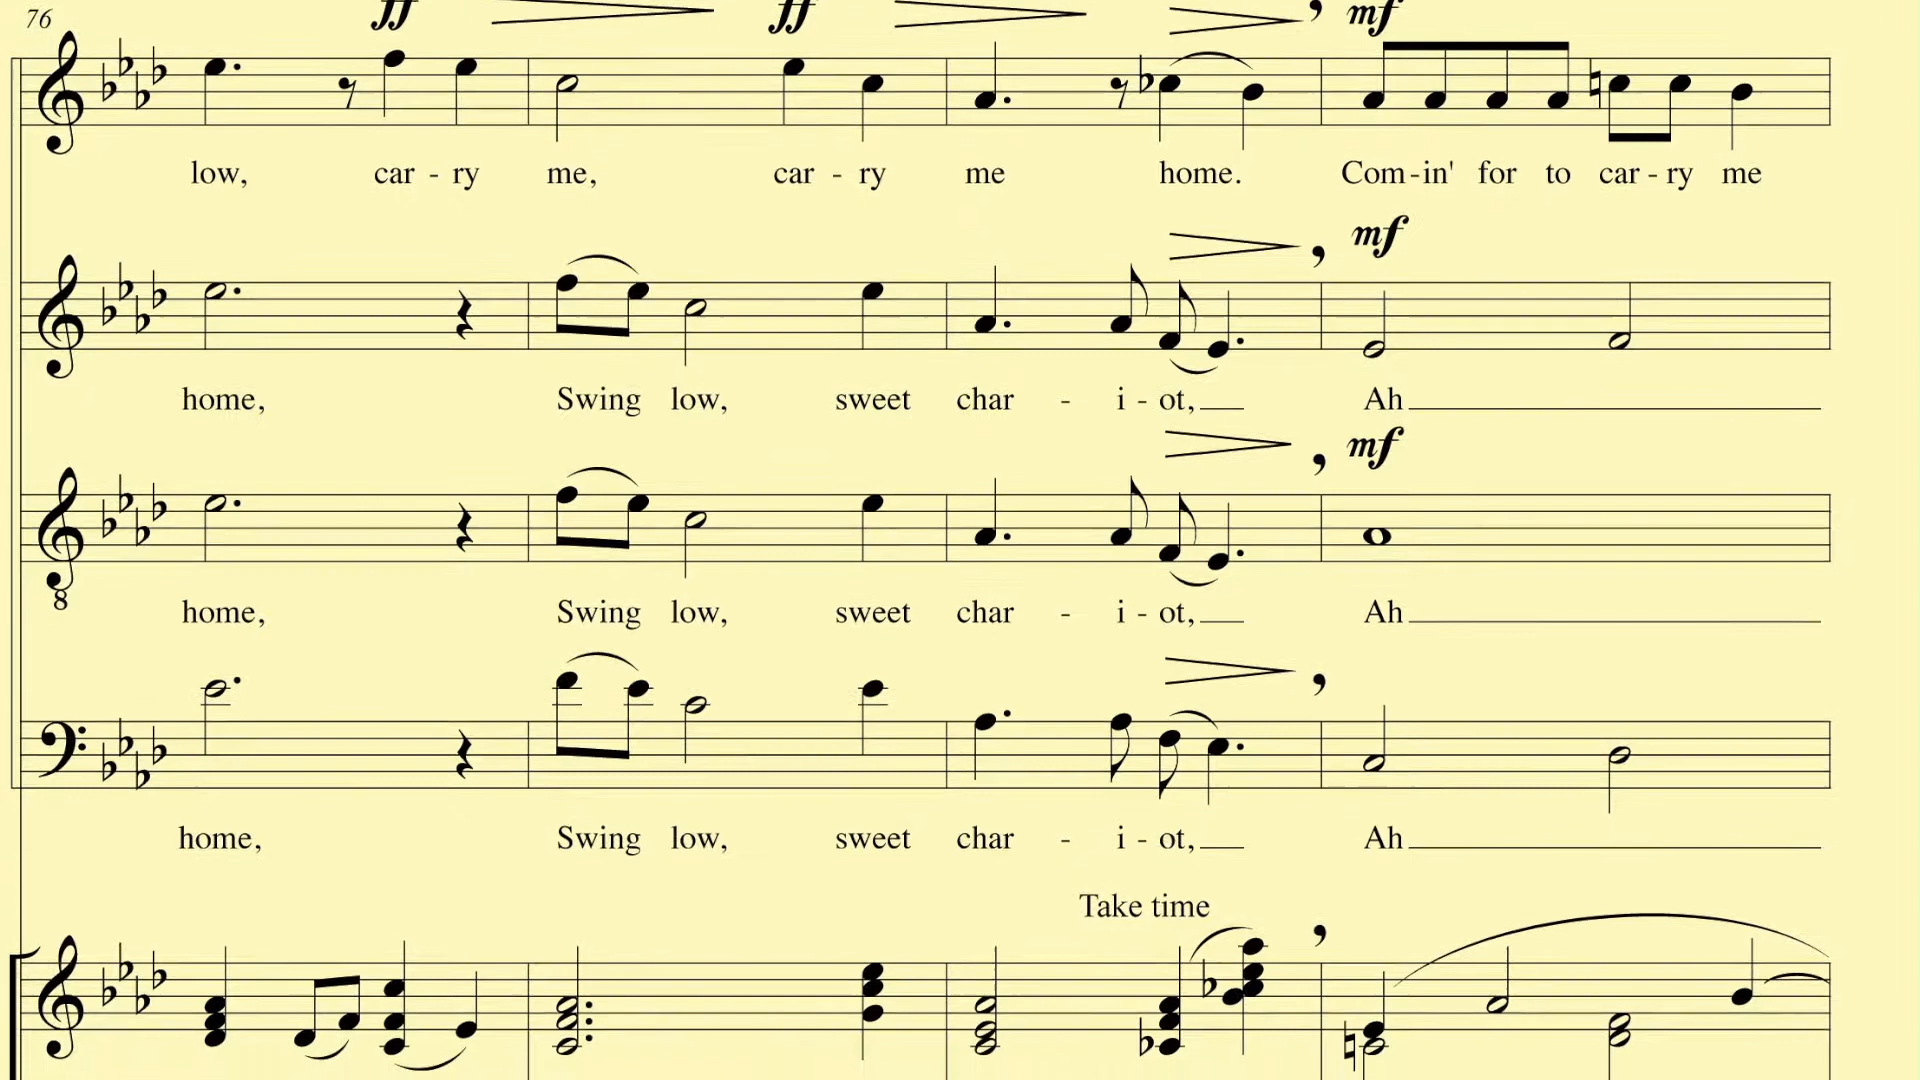 76
ff ff mf
low, car - ry me, car - ry me home. Com - in' for to car - ry me
mf
home, Swing low, sweet char - i - ot, Ah
mf
8
home, Swing low, sweet char - i - ot, Ah
home, Swing low, sweet char - i - ot, Ah
Take time